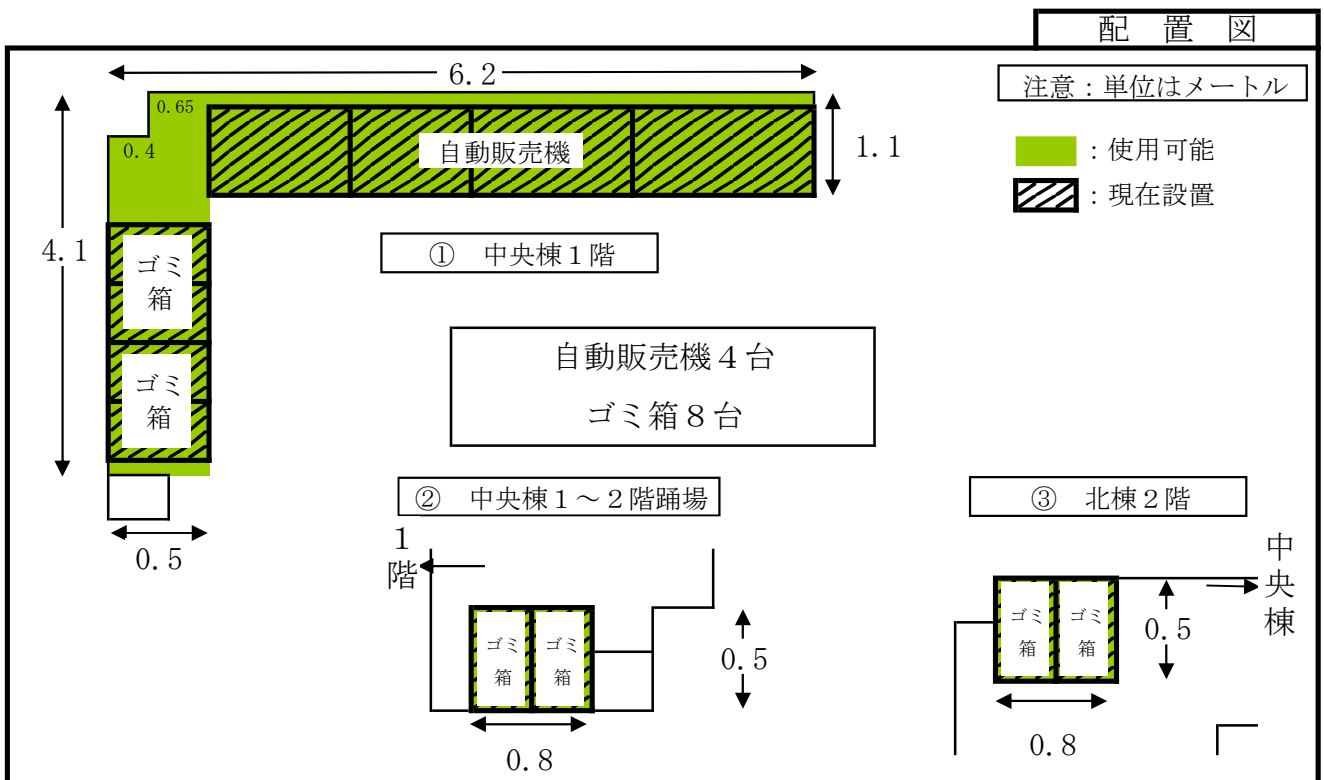 配置図
注意：単位はメートル
6.2
0.65
0.4
自動販売機
1.1
：使用可能
：現在設置
4.1
ゴミ
箱
ゴミ
箱
① 中央棟１階
自動販売機４台
ゴミ箱８台
0.5
② 中央棟１～２階踊場
1
階
ゴミ
箱
ゴミ
箱
0.5
0.8
③ 北棟２階
中
央
棟
ゴミ
箱
ゴミ
箱
0.5
0.8